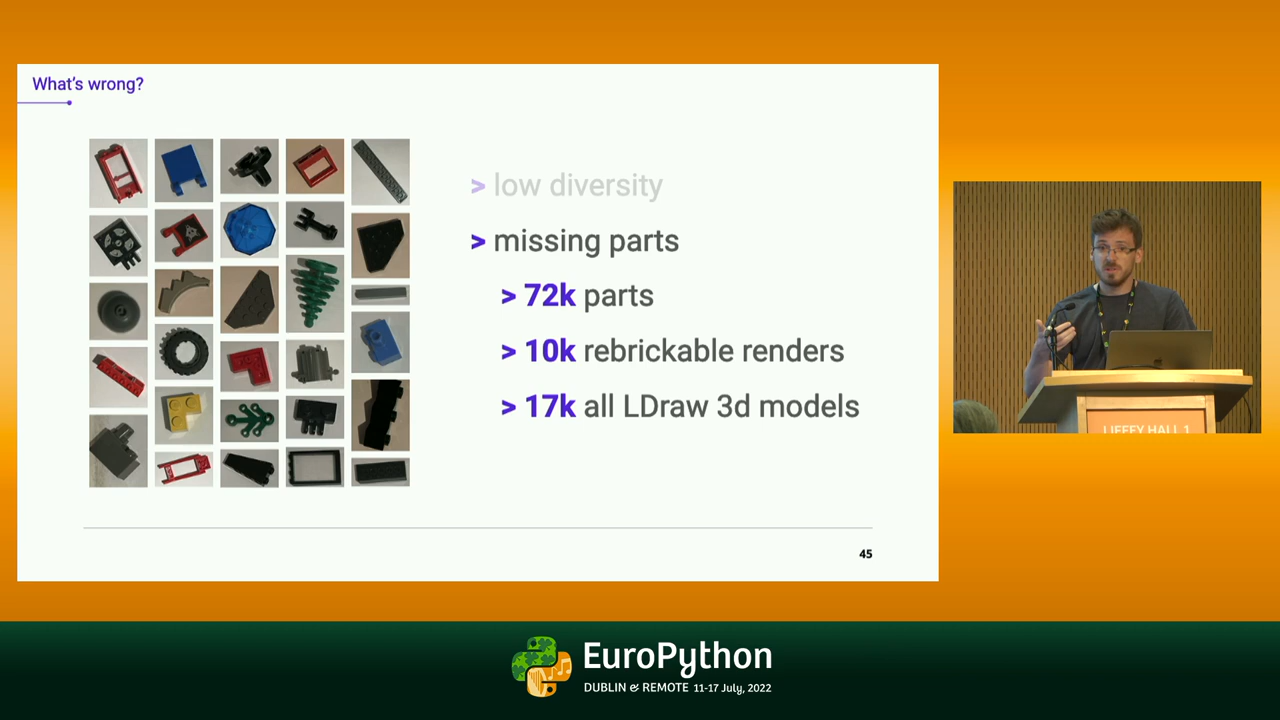 What's wrong?
> low diversity
> missing parts
> 72k parts
> 10k rebrickable renders
> 17k all LDraw 3d models
45
LIFFEY HALL 1
EuroPython
DUBLIN & REMOTE 11-17 July, 2022